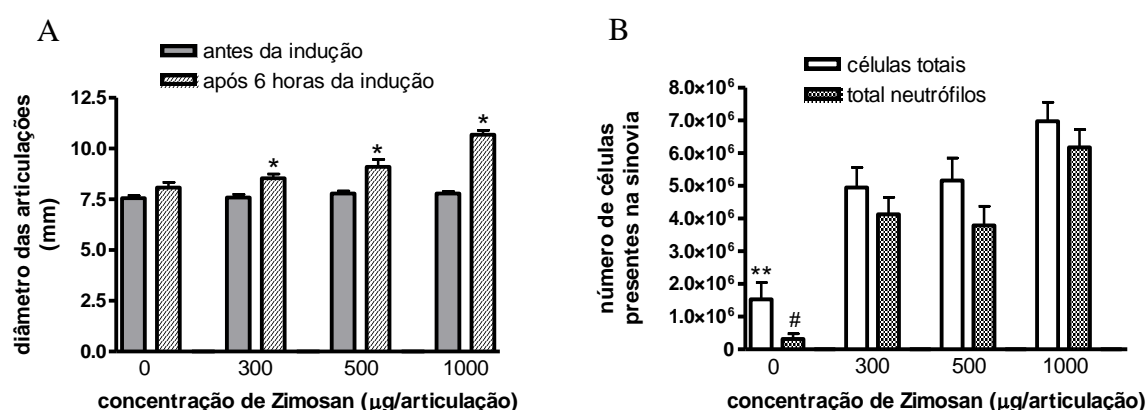 A
antes da indução
após 6 horas da indução
diâmetro das articulações
(mm)
12.5
10.0
7.5
5.0
2.5
0.0
* * *
0 300 500 1000
concentração de Zimosan (µg/articulação)
B
células totais
total neutrófilos
número de células
presentes na sinovia
8.0×10⁶
7.0×10⁶
6.0×10⁶
5.0×10⁶
4.0×10⁶
3.0×10⁶
2.0×10⁶
1.0×10⁶
0
**
#
0 300 500 1000
concentração de Zimosan (µg/articulação)